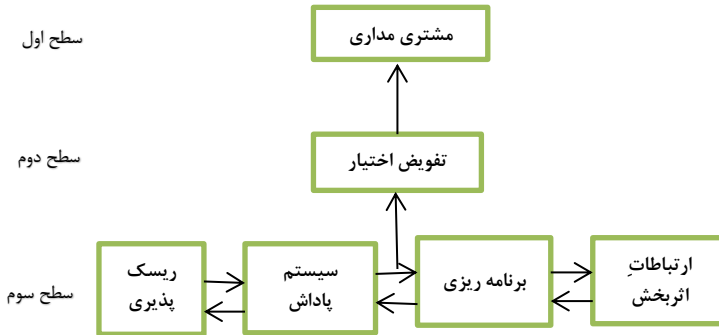 سطح اول
مشتری مداری
سطح دوم
تفویض اختیار
سطح سوم
ریسک
پذیری
سیستم
پاداش
برنامه ریزی
ارتباطاتِ
اثربخش